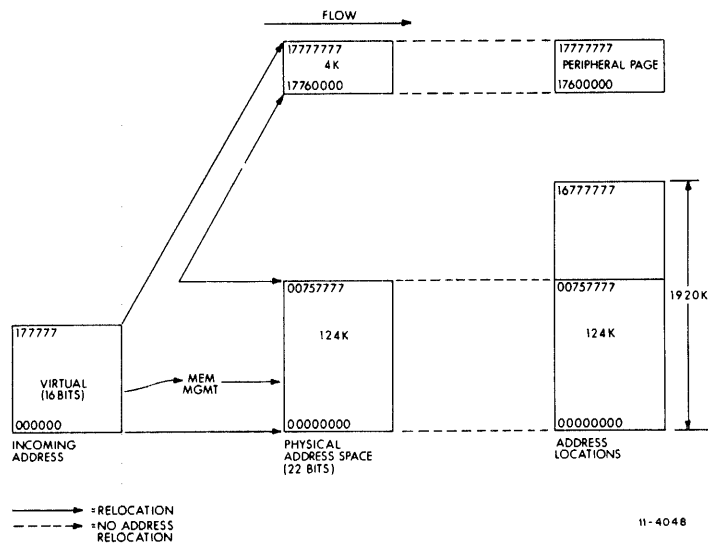 FLOW
17777777
4K
17760000
17777777
PERIPHERAL PAGE
17600000
16777777
00757777
124K
00000000
00757777
124K
00000000
1920K
177777
VIRTUAL
(16 BITS)
000000
MEM
MGMT
INCOMING
ADDRESS
PHYSICAL
ADDRESS SPACE
(22 BITS)
ADDRESS
LOCATIONS
=RELOCATION
=NO ADDRESS
RELOCATION
11-4048